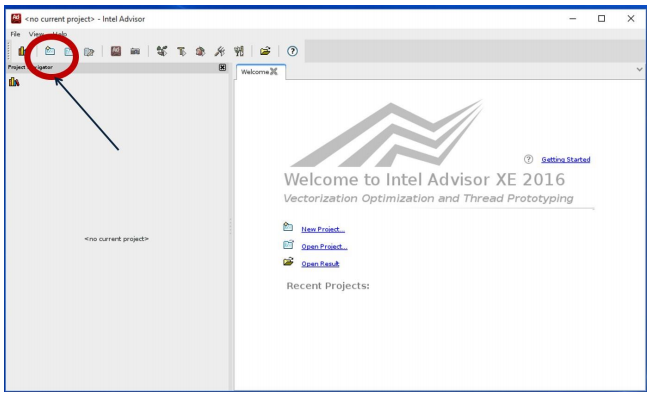 <no current project> - Intel Advisor
File View Help
Project Navigator
Welcome
<no current project>
Getting Started
Welcome to Intel Advisor XE 2016
Vectorization Optimization and Thread Prototyping
New Project...
Open Project...
Open Result
Recent Projects: